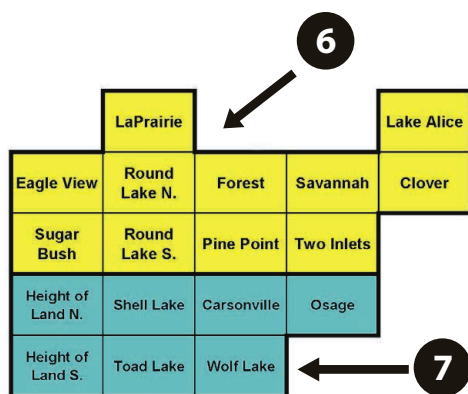 6
LaPrairie
Lake Alice
Eagle View
Round
Lake N.
Forest
Savannah
Clover
Sugar
Bush
Round
Lake S.
Pine Point
Two Inlets
Height of
Land N.
Shell Lake
Carsonville
Osage
Height of
Land S.
Toad Lake
Wolf Lake
7